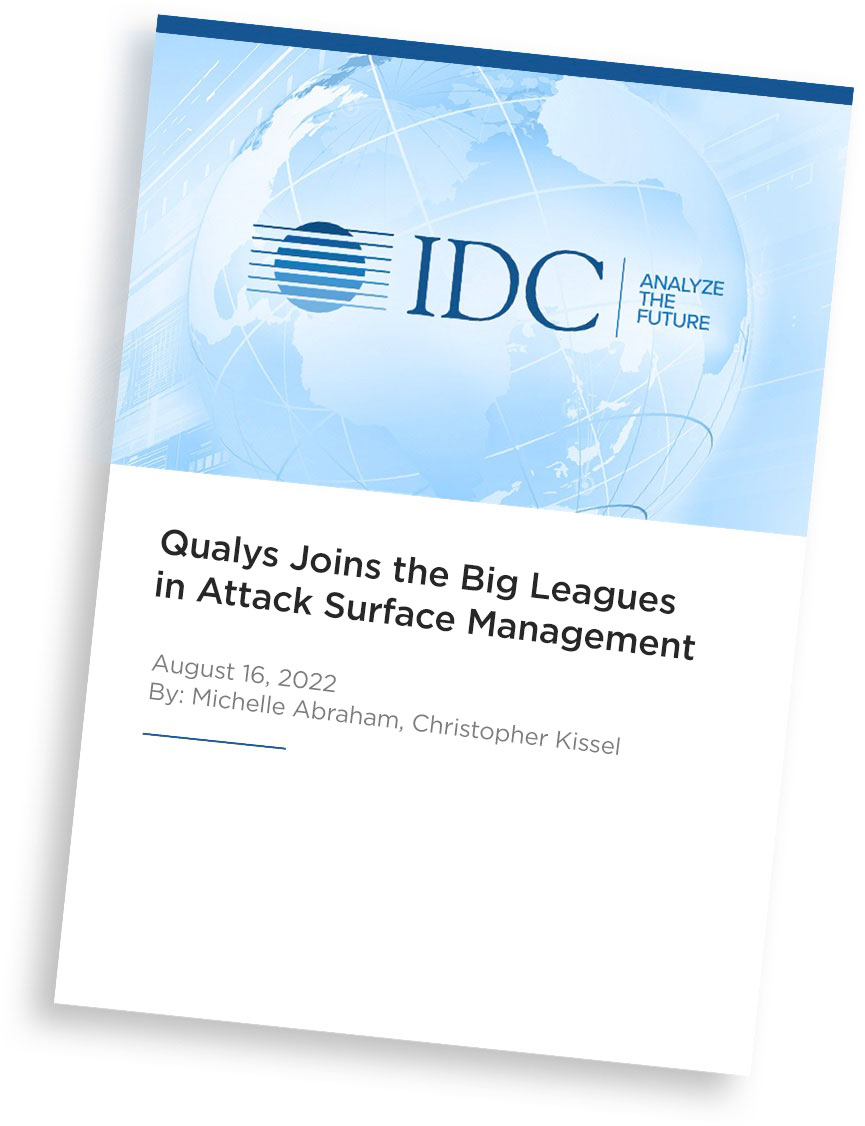 IDC
ANALYZE
THE
FUTURE
Qualys Joins the Big Leagues
in Attack Surface Management
August 16, 2022
By: Michelle Abraham, Christopher Kissel